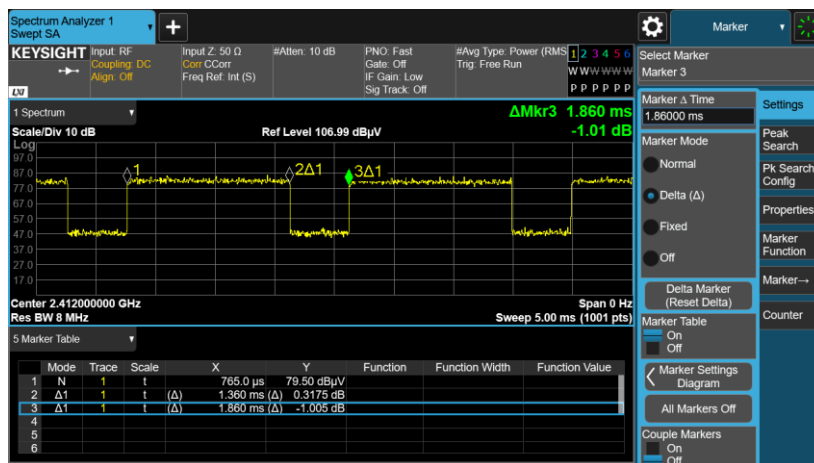 Spectrum Analyzer 1
Swept SA
+
Marker
KEYSIGHT
Input: RF
Coupling: DC
Align: Off
Input Z: 50 Ω
Corr CCorr
Freq Ref: Int (S)
#Atten: 10 dB
PNO: Fast
Gate: Off
IF Gain: Low
Sig Track: Off
#Avg Type: Power (RMS
Trig: Free Run
1 2 3 4 5 6
W W W W W W
P P P P P P
LXI
Select Marker
Marker 3
1 Spectrum
ΔMkr3 1.860 ms
-1.01 dB
Scale/Div 10 dB
Ref Level 106.99 dBµV
Log
97.0
87.0
77.0
67.0
57.0
47.0
37.0
27.0
17.0
1
2Δ1
3Δ1
Center 2.412000000 GHz
Res BW 8 MHz
Span 0 Hz
Sweep 5.00 ms (1001 pts)
5 Marker Table
Mode Trace Scale X Y Function Function Width Function Value
1 N 1 t 765.0 µs 79.50 dBµV
2 Δ1 1 t (Δ) 1.360 ms (Δ) 0.3175 dB
3 Δ1 1 t (Δ) 1.860 ms (Δ) -1.005 dB
4
5
6
Marker Δ Time
1.86000 ms
Marker Mode
Normal
Delta (Δ)
Fixed
Off
Delta Marker
(Reset Delta)
Marker Table
On
Off
Marker Settings
Diagram
All Markers Off
Couple Markers
On
Off
Settings
Peak
Search
Pk Search
Config
Properties
Marker
Function
Marker→
Counter